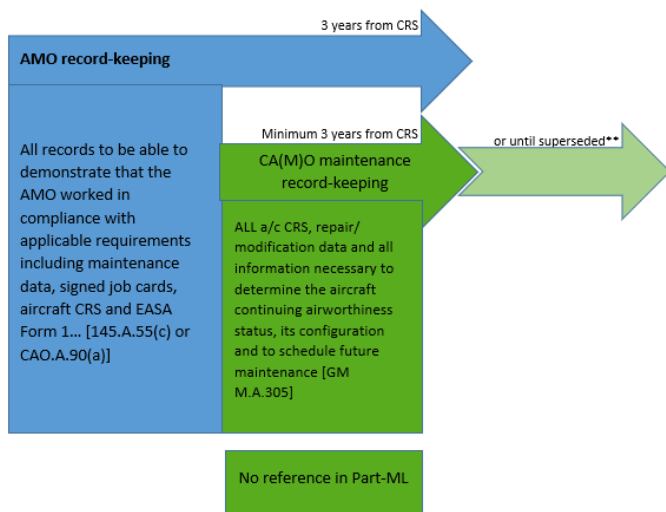 3 years from CRS
AMO record-keeping
Minimum 3 years from CRS
or until superseded**
CA(M)O maintenance
record-keeping
All records to be able to
demonstrate that the
AMO worked in
compliance with
applicable requirements
including maintenance
data, signed job cards,
aircraft CRS and EASA
Form 1... [145.A.55(c) or
CAO.A.90(a)]
ALL a/c CRS, repair/
modification data and all
information necessary to
determine the aircraft
continuing airworthiness
status, its configuration
and to schedule future
maintenance [GM
M.A.305]
No reference in Part-ML